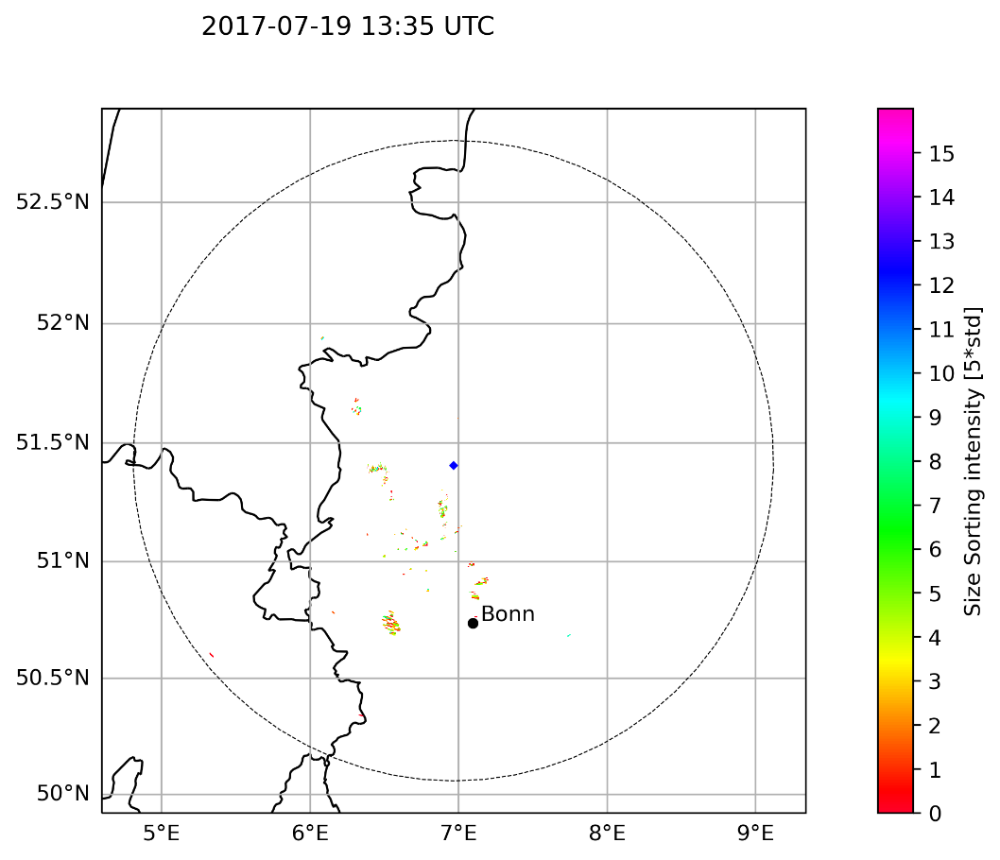 2017-07-19 13:35 UTC
52.5°N
52°N
51.5°N
51°N
50.5°N
50°N
5°E
6°E
7°E
8°E
9°E
Bonn
15
14
13
12
11
10
9
8
7
6
5
4
3
2
1
0
Size Sorting intensity [5*std]